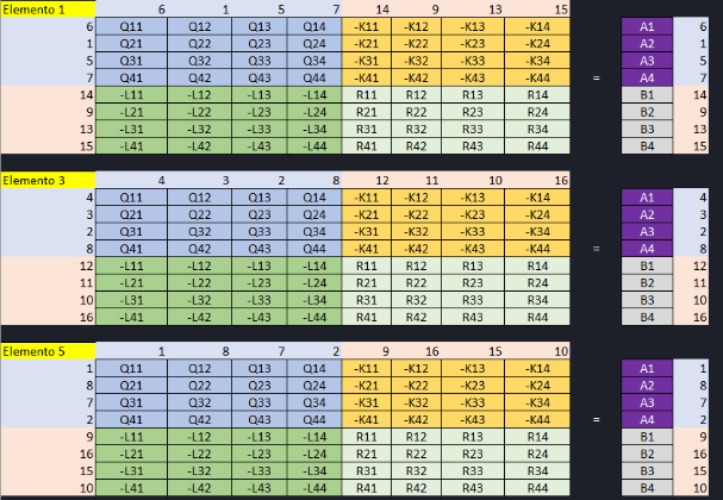 Elemento 1 6 1 5 7 14 9 13 15
6 Q11 Q12 Q13 Q14 -K11 -K12 -K13 -K14 A1 6
1 Q21 Q22 Q23 Q24 -K21 -K22 -K23 -K24 A2 1
5 Q31 Q32 Q33 Q34 -K31 -K32 -K33 -K34 A3 5
7 Q41 Q42 Q43 Q44 -K41 -K42 -K43 -K44 = A4 7
14 -L11 -L12 -L13 -L14 R11 R12 R13 R14 B1 14
9 -L21 -L22 -L23 -L24 R21 R22 R23 R24 B2 9
13 -L31 -L32 -L33 -L34 R31 R32 R33 R34 B3 13
15 -L41 -L42 -L43 -L44 R41 R42 R43 R44 B4 15
Elemento 3 4 3 2 8 12 11 10 16
4 Q11 Q12 Q13 Q14 -K11 -K12 -K13 -K14 A1 4
3 Q21 Q22 Q23 Q24 -K21 -K22 -K23 -K24 A2 3
2 Q31 Q32 Q33 Q34 -K31 -K32 -K33 -K34 A3 2
8 Q41 Q42 Q43 Q44 -K41 -K42 -K43 -K44 = A4 8
12 -L11 -L12 -L13 -L14 R11 R12 R13 R14 B1 12
11 -L21 -L22 -L23 -L24 R21 R22 R23 R24 B2 11
10 -L31 -L32 -L33 -L34 R31 R32 R33 R34 B3 10
16 -L41 -L42 -L43 -L44 R41 R42 R43 R44 B4 16
Elemento 5 1 8 7 2 9 16 15 10
1 Q11 Q12 Q13 Q14 -K11 -K12 -K13 -K14 A1 1
8 Q21 Q22 Q23 Q24 -K21 -K22 -K23 -K24 A2 8
7 Q31 Q32 Q33 Q34 -K31 -K32 -K33 -K34 A3 7
2 Q41 Q42 Q43 Q44 -K41 -K42 -K43 -K44 = A4 2
9 -L11 -L12 -L13 -L14 R11 R12 R13 R14 B1 9
16 -L21 -L22 -L23 -L24 R21 R22 R23 R24 B2 16
15 -L31 -L32 -L33 -L34 R31 R32 R33 R34 B3 15
10 -L41 -L42 -L43 -L44 R41 R42 R43 R44 B4 10